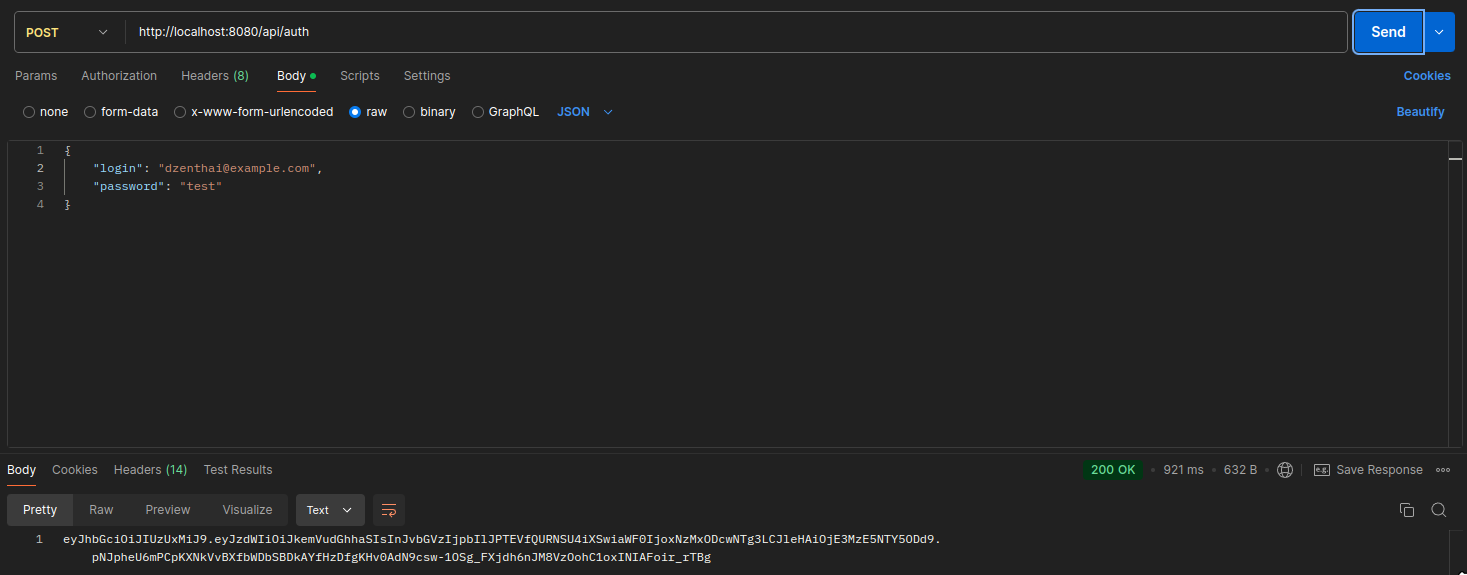 POST
http://localhost:8080/api/auth
Send
Params Authorization Headers (8) Body Scripts Settings Cookies
none form-data x-www-form-urlencoded raw binary GraphQL JSON Beautify
1 {
2 "login": "dzenthai@example.com",
3 "password": "test"
4 }
Body Cookies Headers (14) Test Results 200 OK 921 ms 632 B e.g. Save Response
Pretty Raw Preview Visualize Text
1 eyJhbGciOiJIUzUxMiJ9.eyJzdWIiOiJkemVudGhhaSIsInJvbGVzIjpbIlJPTEVfQURNSU4iXSwiaWF0IjoxNzMxODcwNTg3LCJleHAiOjE3MzE5NTY5ODd9.
pNJpheU6mPCpKXNkVvBXfbWDbSBDkAYfHzDfgKHv0AdN9csw-1OSg_FXjdh6nJM8VzOohC1oxINIAFoir_rTBg